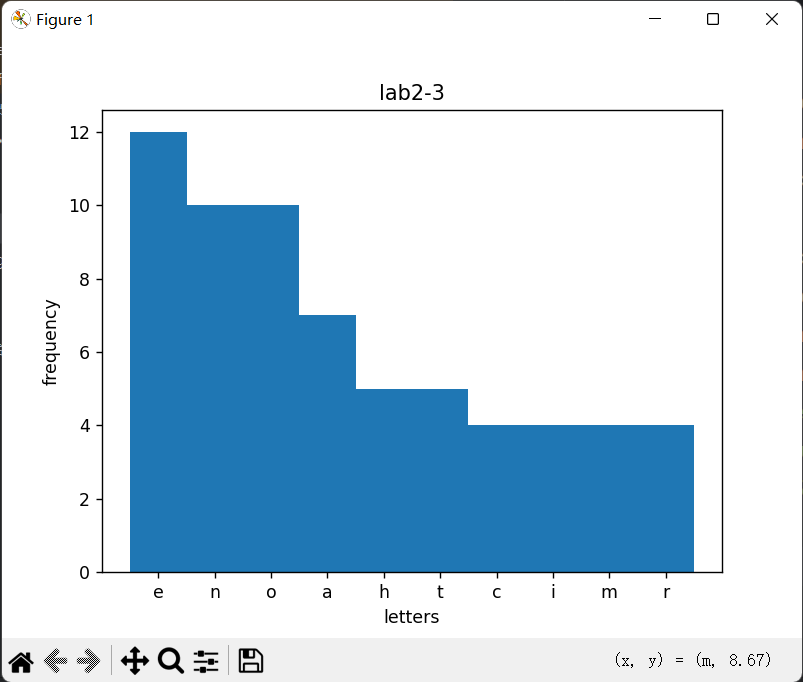 Figure 1
lab2-3
12
10
8
6
4
2
0
frequency
e n o a h t c i m r
letters
(x, y) = (m, 8.67)